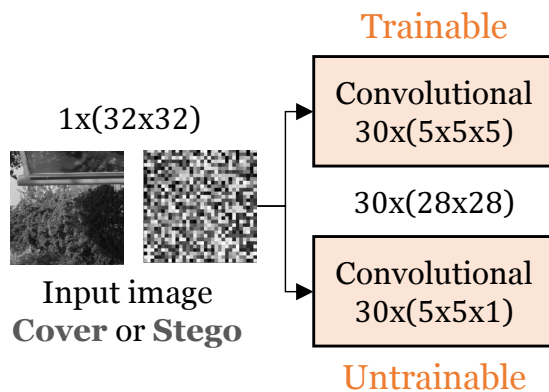 Trainable
Convolutional
30x(5x5x5)
1x(32x32)
30x(28x28)
Convolutional
30x(5x5x1)
Input image
Cover or Stego
Untrainable